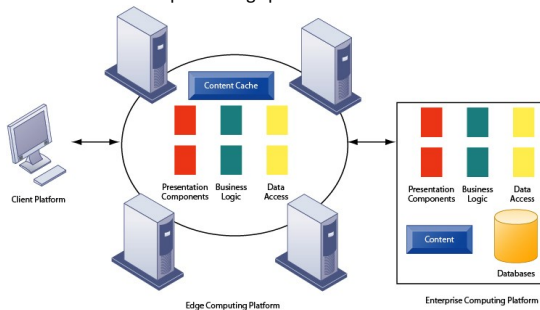 Content Cache
Client Platform
Presentation
Components
Business
Logic
Data
Access
Presentation
Components
Business
Logic
Data
Access
Content
Databases
Edge Computing Platform
Enterprise Computing Platform